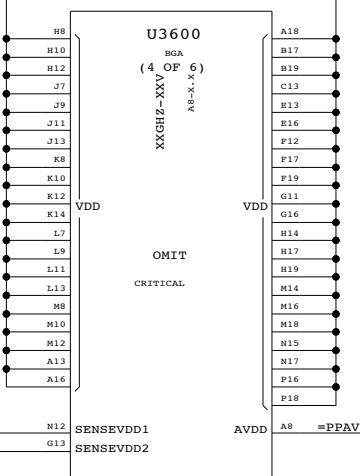 U3600
BGA
(4 OF 6)
XXGHZ-XXV
A8-X.X
H8
H10
H12
J7
J9
J11
J13
K8
K10
K12
K14
L7
L9
L11
L13
M8
M10
M12
A13
A16
VDD
OMIT
CRITICAL
VDD
A18
B17
B19
C13
E13
E16
F12
F17
F19
G11
G16
H14
H17
H19
M14
M16
M18
N15
N17
P16
P18
N12 SENSEVDD1
G13 SENSEVDD2
AVDD A8 =PPAV